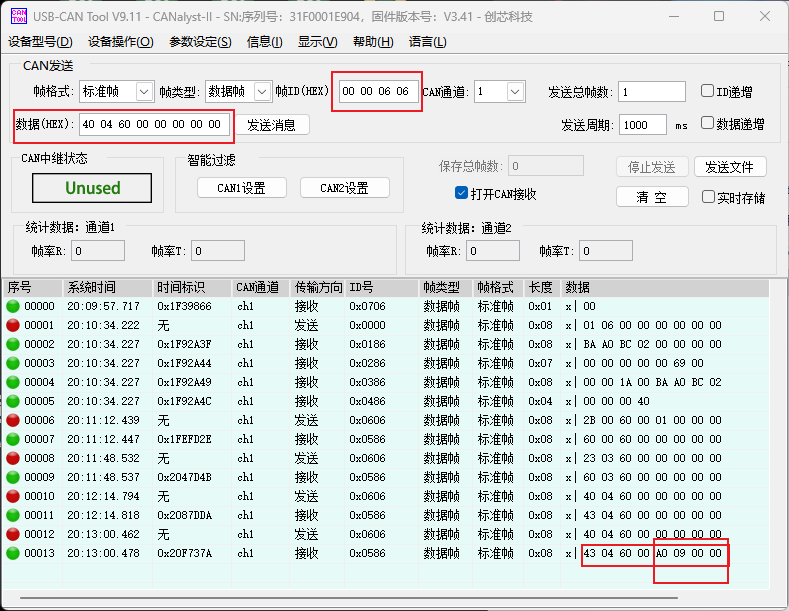 USB-CAN Tool V9.11 - CANalyst-II - SN:序列号: 31F0001E904, 固件版本号: V3.41 - 创芯科技
设备型号(D) 设备操作(O) 参数设定(S) 信息(I) 显示(V) 帮助(H) 语言(L)
CAN发送
帧格式: 标准帧 帧类型: 数据帧 帧ID(HEX) 00 00 06 06 CAN通道: 1 发送总帧数: 1 ID递增
数据(HEX): 40 04 60 00 00 00 00 00 发送消息 发送周期: 1000 ms 数据递增
CAN中继状态
Unused
智能过滤
CAN1设置 CAN2设置
保存总帧数: 0 停止发送 发送文件
打开CAN接收 清 空 实时存储
统计数据: 通道1
帧率R: 0 帧率T: 0
统计数据: 通道2
帧率R: 0 帧率T: 0
序号 系统时间 时间标识 CAN通道 传输方向 ID号 帧类型 帧格式 长度 数据
00000 20:09:57.717 0x1F39866 ch1 接收 0x0706 数据帧 标准帧 0x01 x| 00
00001 20:10:34.222 无 ch1 发送 0x0000 数据帧 标准帧 0x08 x| 01 06 00 00 00 00 00 00
00002 20:10:34.227 0x1F92A3F ch1 接收 0x0186 数据帧 标准帧 0x08 x| BA A0 BC 02 00 00 00 00
00003 20:10:34.227 0x1F92A44 ch1 接收 0x0286 数据帧 标准帧 0x07 x| 00 00 00 00 00 69 00
00004 20:10:34.227 0x1F92A49 ch1 接收 0x0386 数据帧 标准帧 0x08 x| 00 00 1A 00 BA A0 BC 02
00005 20:10:34.227 0x1F92A4C ch1 接收 0x0486 数据帧 标准帧 0x04 x| 00 00 00 40
00006 20:11:12.439 无 ch1 发送 0x0606 数据帧 标准帧 0x08 x| 2B 00 60 00 01 00 00 00
00007 20:11:12.447 0x1FEFD2E ch1 接收 0x0586 数据帧 标准帧 0x08 x| 60 00 60 00 00 00 00 00
00008 20:11:48.532 无 ch1 发送 0x0606 数据帧 标准帧 0x08 x| 23 03 60 00 00 00 00 00
00009 20:11:48.537 0x2047D4B ch1 接收 0x0586 数据帧 标准帧 0x08 x| 60 03 60 00 00 00 00 00
00010 20:12:14.794 无 ch1 发送 0x0606 数据帧 标准帧 0x08 x| 40 04 60 00 00 00 00 00
00011 20:12:14.818 0x2087DDA ch1 接收 0x0586 数据帧 标准帧 0x08 x| 43 04 60 00 00 00 00 00
00012 20:13:00.462 无 ch1 发送 0x0606 数据帧 标准帧 0x08 x| 40 04 60 00 00 00 00 00
00013 20:13:00.478 0x20F737A ch1 接收 0x0586 数据帧 标准帧 0x08 x| 43 04 60 00 A0 09 00 00